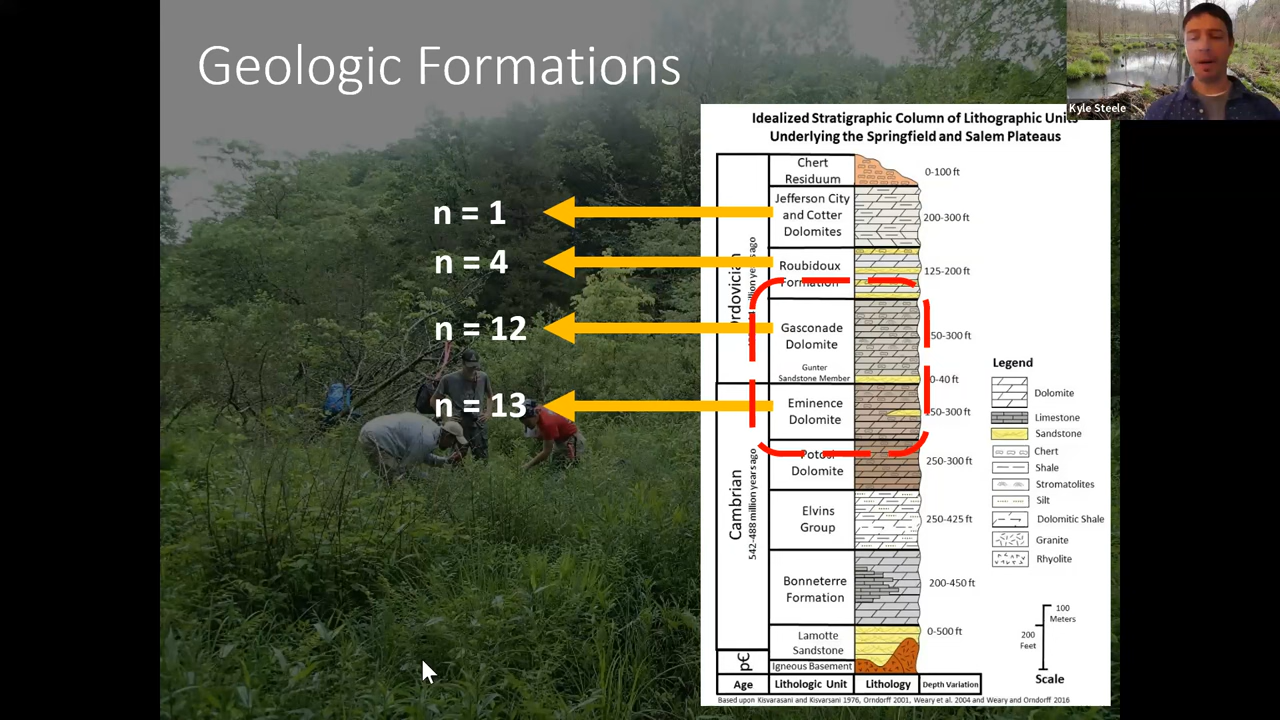 Geologic Formations
Kyle Steele
Idealized Stratigraphic Column of Lithographic Units
Underlying the Springfield and Salem Plateaus
n = 1
n = 4
n = 12
n = 13
Chert
Residuum
0-100 ft
Jefferson City
and Cotter
Dolomites
200-300 ft
Roubidoux
Formation
125-200 ft
Gasconade
Dolomite
50-300 ft
Gunter
Sandstone Member
0-40 ft
Eminence
Dolomite
50-300 ft
Potosi
Dolomite
250-300 ft
Elvins
Group
250-425 ft
Bonneterre
Formation
200-450 ft
Lamotte
Sandstone
0-500 ft
Igneous Basement
rdovician
million years ago
Cambrian
542-488 million years ago
p€
Age
Lithologic Unit
Lithology
Depth Variation
Legend
Dolomite
Limestone
Sandstone
Chert
Shale
Stromatolites
Silt
Dolomitic Shale
Granite
Rhyolite
100
Meters
200
Feet
Scale
Based upon Kisvarasani and Kisvarsani 1976, Orndorff 2001, Weary et al. 2004 and Weary and Orndorff 2016